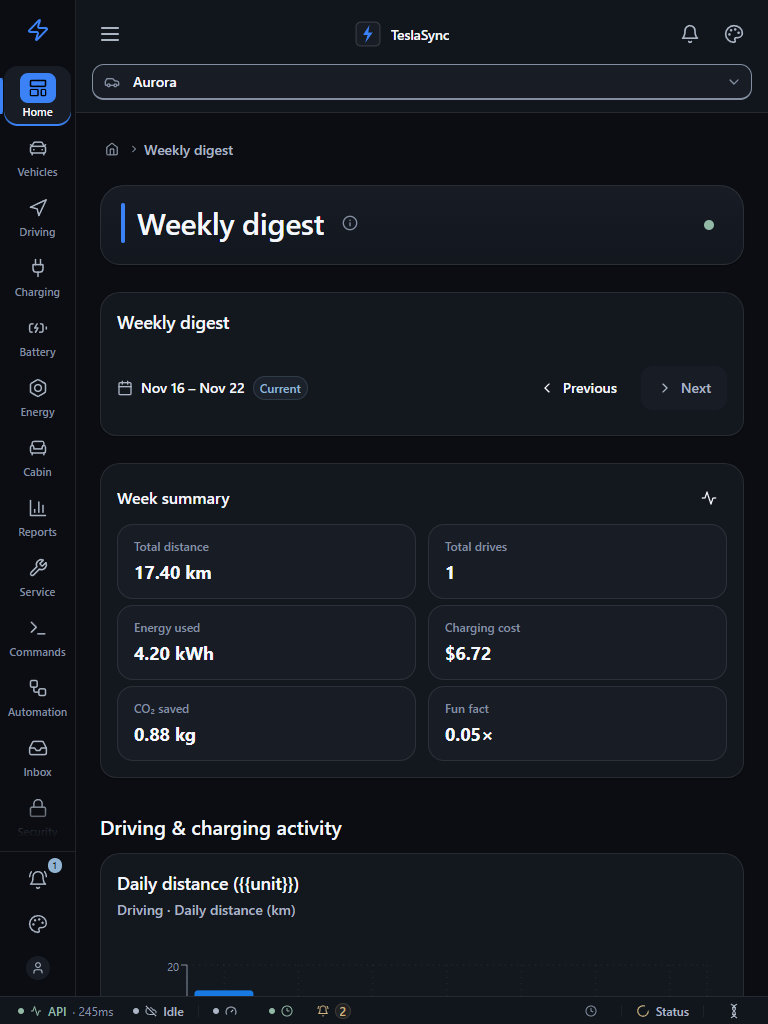 TeslaSync
Aurora
Home
Vehicles
Driving
Charging
Battery
Energy
Cabin
Reports
Service
Commands
Automation
Inbox
Security
1
Weekly digest
Weekly digest
Weekly digest
Nov 16 – Nov 22 Current Previous Next
Week summary
Total distance
17.40 km
Total drives
1
Energy used
4.20 kWh
Charging cost
$6.72
CO₂ saved
0.88 kg
Fun fact
0.05×
Driving & charging activity
Daily distance ({{unit}})
Driving · Daily distance (km)
20
API · 245ms Idle 2 Status